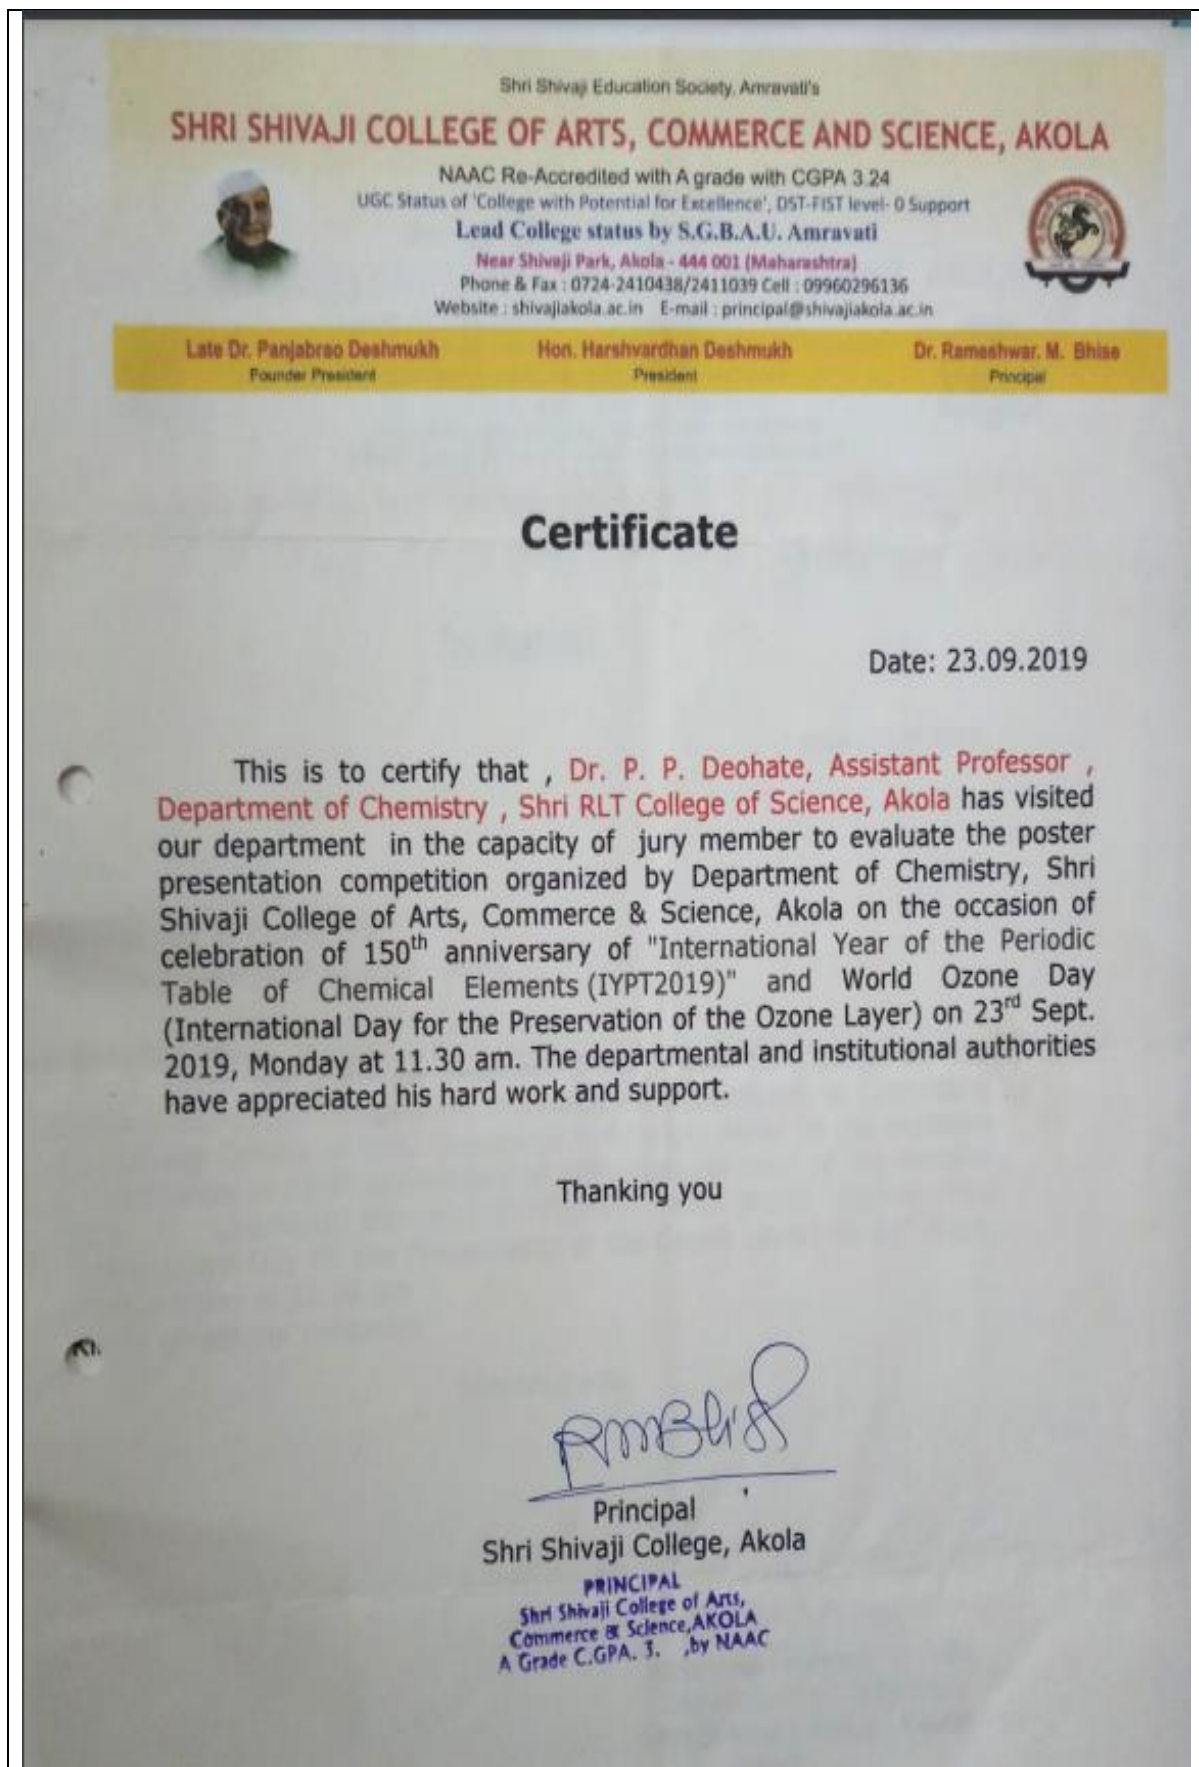 Shri Shivaji Education Society, Amravati's
SHRI SHIVAJI COLLEGE OF ARTS, COMMERCE AND SCIENCE, AKOLA
NAAC Re-Accredited with A grade with CGPA 3.24
UGC Status of 'College with Potential for Excellence', DST-FIST level- 0 Support
Lead College status by S.G.B.A.U. Amravati
Near Shivaji Park, Akola - 444 001 (Maharashtra)
Phone & Fax : 0724-2410438/2411039 Cell : 09960296136
Website : shivajiakola.ac.in E-mail : principal@shivajiakola.ac.in
Late Dr. Panjabrao Deshmukh Hon. Harshvardhan Deshmukh Dr. Rameshwar. M. Bhise
Founder President President Principal
Certificate
Date: 23.09.2019
This is to certify that , Dr. P. P. Deohate, Assistant Professor ,
Department of Chemistry , Shri RLT College of Science, Akola has visited
our department in the capacity of jury member to evaluate the poster
presentation competition organized by Department of Chemistry, Shri
Shivaji College of Arts, Commerce & Science, Akola on the occasion of
celebration of 150th anniversary of "International Year of the Periodic
Table of Chemical Elements (IYPT2019)" and World Ozone Day
(International Day for the Preservation of the Ozone Layer) on 23rd Sept.
2019, Monday at 11.30 am. The departmental and institutional authorities
have appreciated his hard work and support.
Thanking you
RMBhise
Principal
Shri Shivaji College, Akola
PRINCIPAL
Shri Shivaji College of Arts,
Commerce & Science,AKOLA
A Grade C.GPA. 3. ,by NAAC